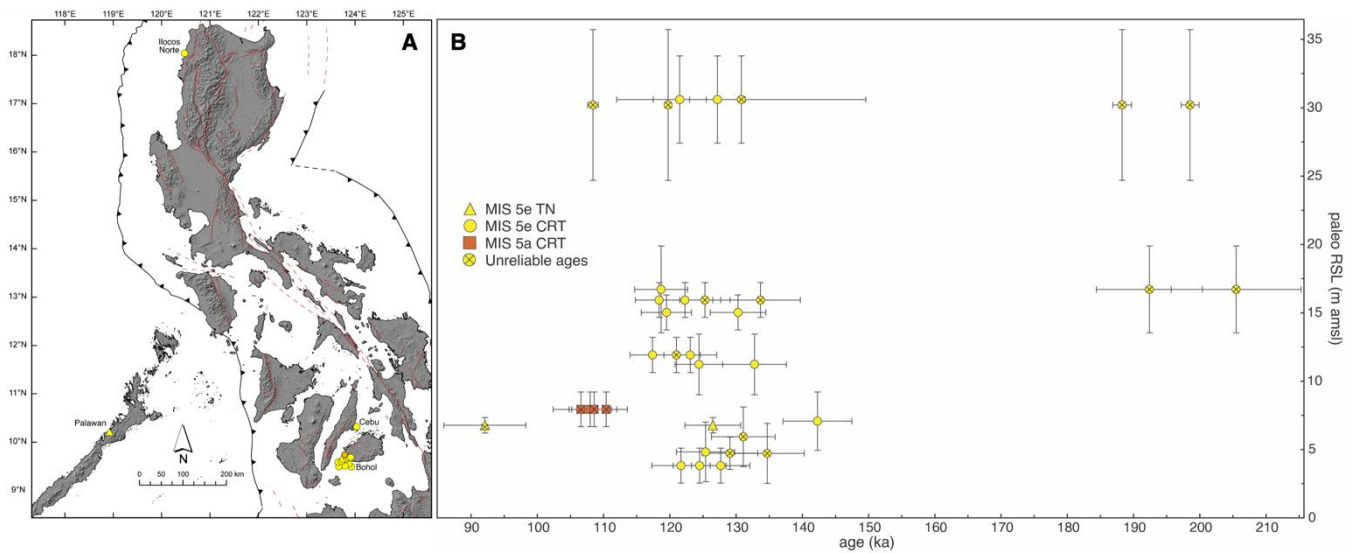 118°E 119°E 120°E 121°E 122°E 123°E 124°E 125°E
A
Ilocos
Norte
18°N
17°N
16°N
15°N
14°N
13°N
12°N
11°N
10°N
9°N
Palawan
Cebu
Bohol
N
0 50 100 200 km
B
MIS 5e TN
MIS 5e CRT
MIS 5a CRT
Unreliable ages
35
30
25
20
15
10
5
0
paleo RSL (m amsl)
90 100 110 120 130 140 150 160 170 180 190 200 210
age (ka)